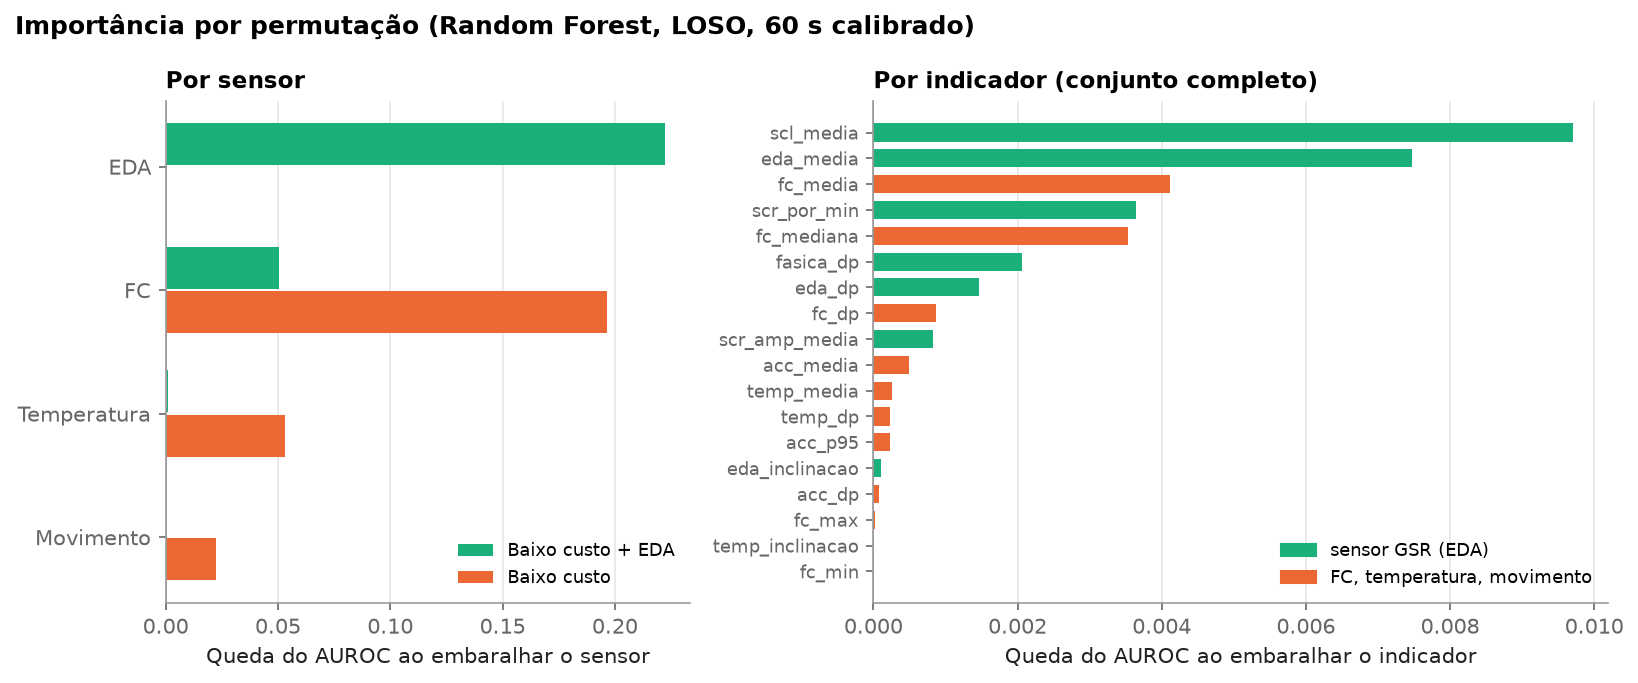 Importância por permutação (Random Forest, LOSO, 60 s calibrado)
Por sensor
EDA
FC
Temperatura
Movimento
Baixo custo + EDA
Baixo custo
0.00 0.05 0.10 0.15 0.20
Queda do AUROC ao embaralhar o sensor
Por indicador (conjunto completo)
scl_media
eda_media
fc_media
scr_por_min
fc_mediana
fasica_dp
eda_dp
fc_dp
scr_amp_media
acc_media
temp_media
temp_dp
acc_p95
eda_inclinacao
acc_dp
fc_max
temp_inclinacao
fc_min
sensor GSR (EDA)
FC, temperatura, movimento
0.000 0.002 0.004 0.006 0.008 0.010
Queda do AUROC ao embaralhar o indicador